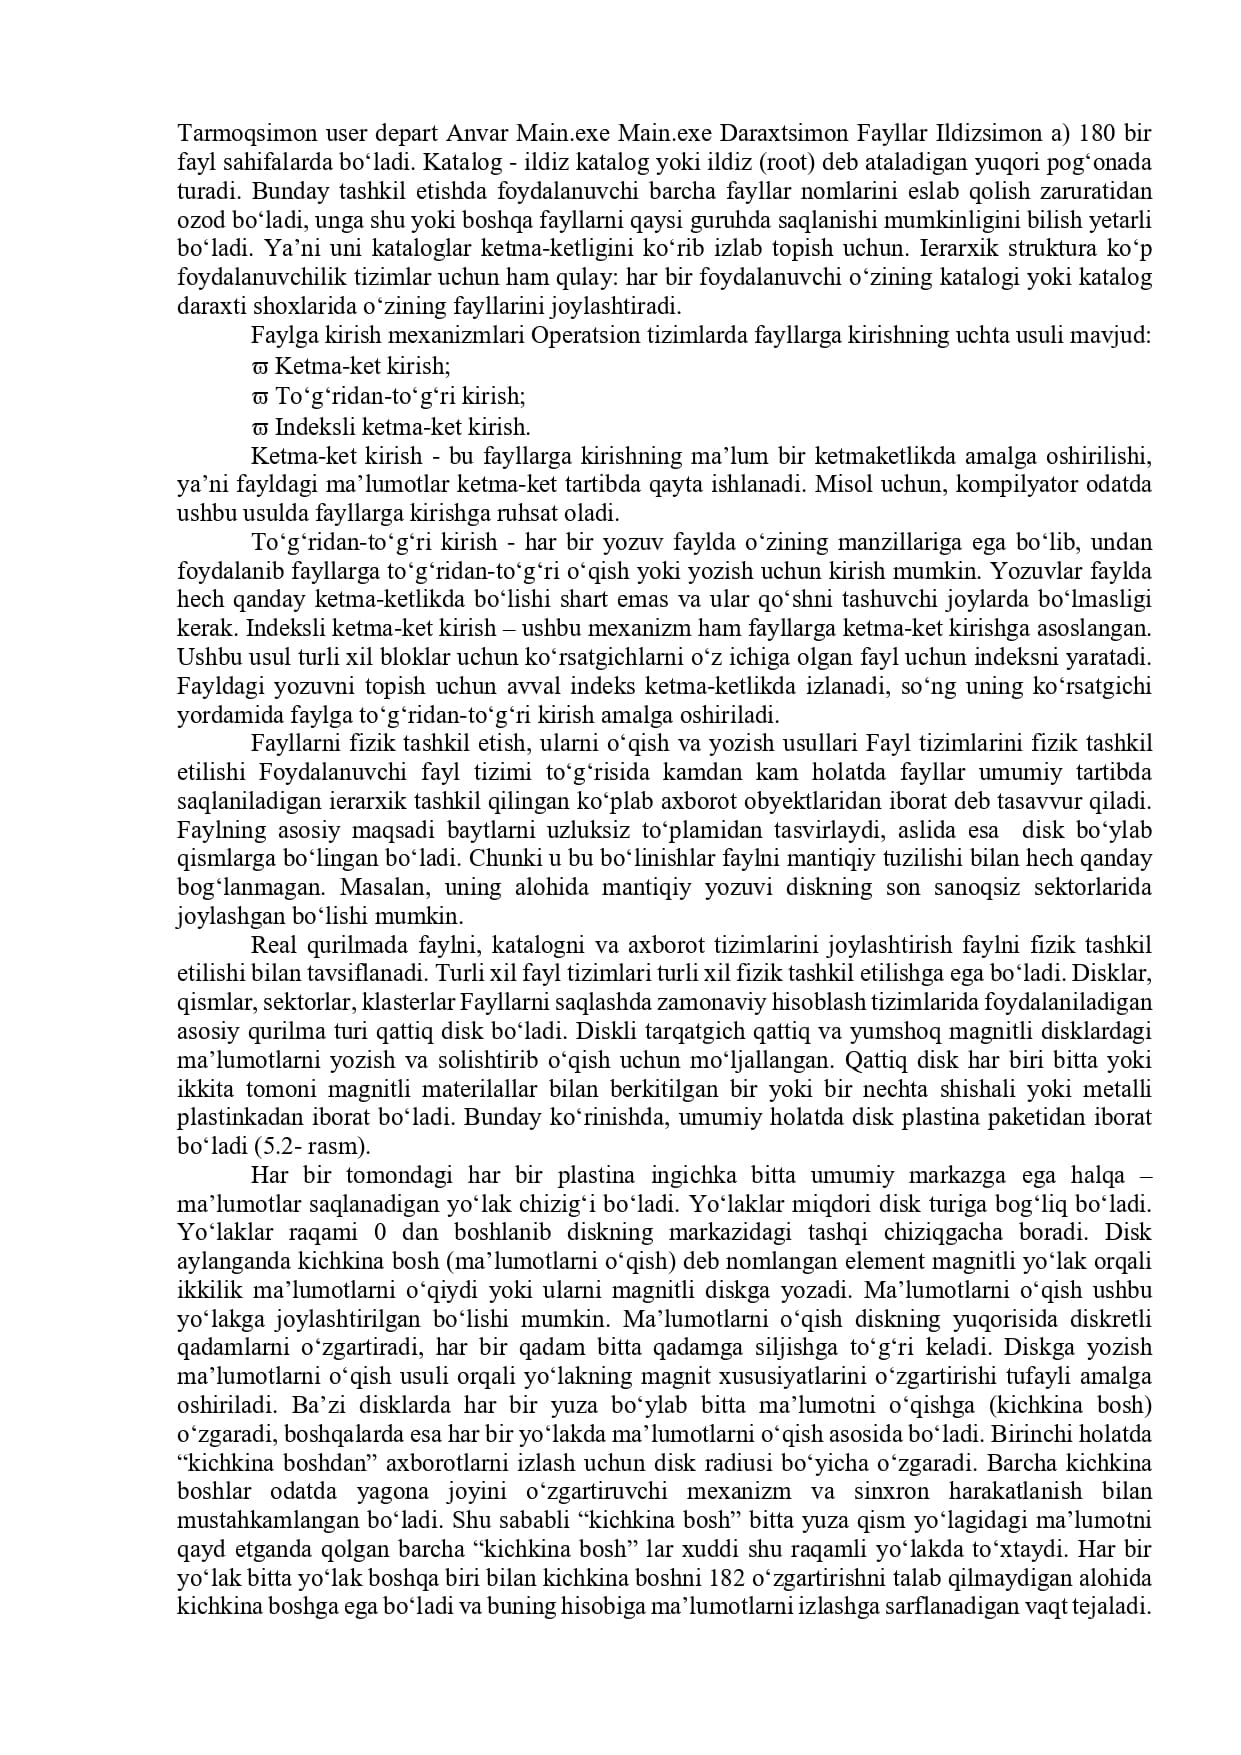 Tarmoqsimon user depart Anvar Main.exe Main.exe Daraxtsimon Fayllar Ildizsimon a) 180 bir
fayl sahifalarda bo‘ladi. Katalog - ildiz katalog yoki ildiz (root) deb ataladigan yuqori pog‘onada
turadi. Bunday tashkil etishda foydalanuvchi barcha fayllar nomlarini eslab qolish zaruratidan
ozod bo‘ladi, unga shu yoki boshqa fayllarni qaysi guruhda saqlanishi mumkinligini bilish yetarli
bo‘ladi. Ya’ni uni kataloglar ketma-ketligini ko‘rib izlab topish uchun. Ierarxik struktura ko‘p
foydalanuvchilik tizimlar uchun ham qulay: har bir foydalanuvchi o‘zining katalogi yoki katalog
daraxti shoxlarida o‘zining fayllarini joylashtiradi.
Faylga kirish mexanizmlari Operatsion tizimlarda fayllarga kirishning uchta usuli mavjud:
ϖ Ketma-ket kirish;
ϖ To‘g‘ridan-to‘g‘ri kirish;
ϖ Indeksli ketma-ket kirish.
Ketma-ket kirish - bu fayllarga kirishning ma’lum bir ketmaketlikda amalga oshirilishi,
ya’ni fayldagi ma’lumotlar ketma-ket tartibda qayta ishlanadi. Misol uchun, kompilyator odatda
ushbu usulda fayllarga kirishga ruhsat oladi.
To‘g‘ridan-to‘g‘ri kirish - har bir yozuv faylda o‘zining manzillariga ega bo‘lib, undan
foydalanib fayllarga to‘g‘ridan-to‘g‘ri o‘qish yoki yozish uchun kirish mumkin. Yozuvlar faylda
hech qanday ketma-ketlikda bo‘lishi shart emas va ular qo‘shni tashuvchi joylarda bo‘lmasligi
kerak. Indeksli ketma-ket kirish – ushbu mexanizm ham fayllarga ketma-ket kirishga asoslangan.
Ushbu usul turli xil bloklar uchun ko‘rsatgichlarni o‘z ichiga olgan fayl uchun indeksni yaratadi.
Fayldagi yozuvni topish uchun avval indeks ketma-ketlikda izlanadi, so‘ng uning ko‘rsatgichi
yordamida faylga to‘g‘ridan-to‘g‘ri kirish amalga oshiriladi.
Fayllarni fizik tashkil etish, ularni o‘qish va yozish usullari Fayl tizimlarini fizik tashkil
etilishi Foydalanuvchi fayl tizimi to‘g‘risida kamdan kam holatda fayllar umumiy tartibda
saqlaniladigan ierarxik tashkil qilingan ko‘plab axborot obyektlaridan iborat deb tasavvur qiladi.
Faylning asosiy maqsadi baytlarni uzluksiz to‘plamidan tasvirlaydi, aslida esa  disk bo‘ylab
qismlarga bo‘lingan bo‘ladi. Chunki u bu bo‘linishlar faylni mantiqiy tuzilishi bilan hech qanday
bog‘lanmagan. Masalan, uning alohida mantiqiy yozuvi diskning son sanoqsiz sektorlarida
joylashgan bo‘lishi mumkin.
Real qurilmada faylni, katalogni va axborot tizimlarini joylashtirish faylni fizik tashkil
etilishi bilan tavsiflanadi. Turli xil fayl tizimlari turli xil fizik tashkil etilishga ega bo‘ladi. Disklar,
qismlar, sektorlar, klasterlar Fayllarni saqlashda zamonaviy hisoblash tizimlarida foydalaniladigan
asosiy qurilma turi qattiq disk bo‘ladi. Diskli tarqatgich qattiq va yumshoq magnitli disklardagi
ma’lumotlarni yozish va solishtirib o‘qish uchun mo‘ljallangan. Qattiq disk har biri bitta yoki
ikkita tomoni magnitli materilallar bilan berkitilgan bir yoki bir nechta shishali yoki metalli
plastinkadan iborat bo‘ladi. Bunday ko‘rinishda, umumiy holatda disk plastina paketidan iborat
bo‘ladi (5.2- rasm).
Har bir tomondagi har bir plastina ingichka bitta umumiy markazga ega halqa –
ma’lumotlar saqlanadigan yo‘lak chizig‘i bo‘ladi. Yo‘laklar miqdori disk turiga bog‘liq bo‘ladi.
Yo‘laklar raqami 0 dan boshlanib diskning markazidagi tashqi chiziqgacha boradi. Disk
aylanganda kichkina bosh (ma’lumotlarni o‘qish) deb nomlangan element magnitli yo‘lak orqali
ikkilik ma’lumotlarni o‘qiydi yoki ularni magnitli diskga yozadi. Ma’lumotlarni o‘qish ushbu
yo‘lakga joylashtirilgan bo‘lishi mumkin. Ma’lumotlarni o‘qish diskning yuqorisida diskretli
qadamlarni o‘zgartiradi, har bir qadam bitta qadamga siljishga to‘g‘ri keladi. Diskga yozish
ma’lumotlarni o‘qish usuli orqali yo‘lakning magnit xususiyatlarini o‘zgartirishi tufayli amalga
oshiriladi. Ba’zi disklarda har bir yuza bo‘ylab bitta ma’lumotni o‘qishga (kichkina bosh)
o‘zgaradi, boshqalarda esa har bir yo‘lakda ma’lumotlarni o‘qish asosida bo‘ladi. Birinchi holatda
“kichkina boshdan” axborotlarni izlash uchun disk radiusi bo‘yicha o‘zgaradi. Barcha kichkina
boshlar odatda yagona joyini o‘zgartiruvchi mexanizm va sinxron harakatlanish bilan
mustahkamlangan bo‘ladi. Shu sababli “kichkina bosh” bitta yuza qism yo‘lagidagi ma’lumotni
qayd etganda qolgan barcha “kichkina bosh” lar xuddi shu raqamli yo‘lakda to‘xtaydi. Har bir
yo‘lak bitta yo‘lak boshqa biri bilan kichkina boshni 182 o‘zgartirishni talab qilmaydigan alohida
kichkina boshga ega bo‘ladi va buning hisobiga ma’lumotlarni izlashga sarflanadigan vaqt tejaladi.